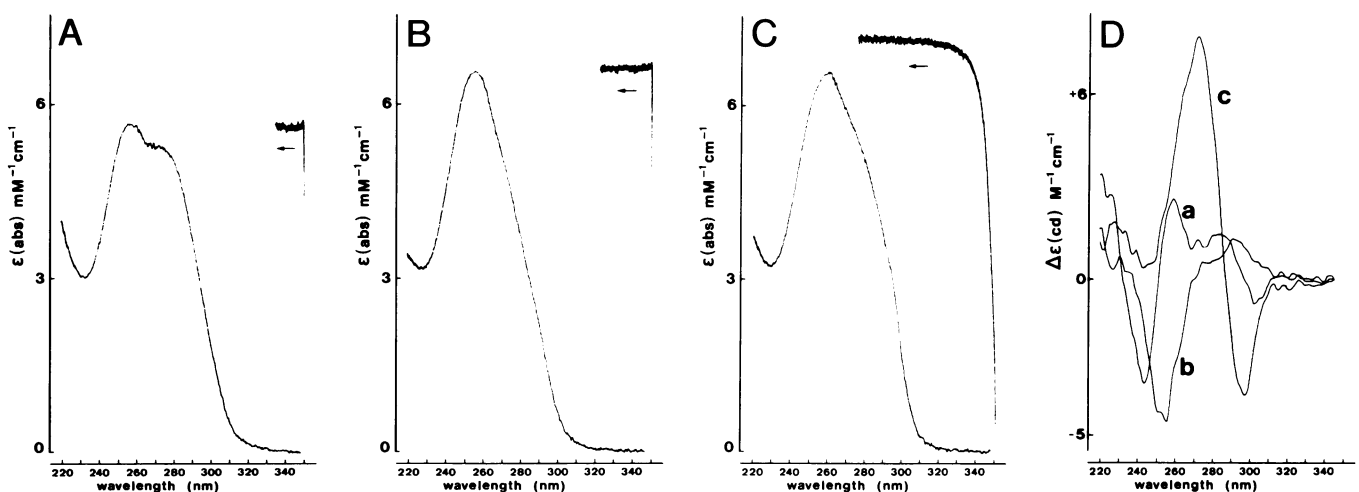 A
ε(abs) mM⁻¹cm⁻¹
6
3
0
220 240 260 280 300 320 340
wavelength (nm)
B
ε(abs) mM⁻¹cm⁻¹
6
3
0
220 240 260 280 300 320 340
wavelength (nm)
C
ε(abs) mM⁻¹cm⁻¹
6
3
0
220 240 260 280 300 320 340
wavelength (nm)
D
Δε(cd) M⁻¹cm⁻¹
+6
0
-5
c
a
b
220 240 260 280 300 320 340
wavelength (nm)